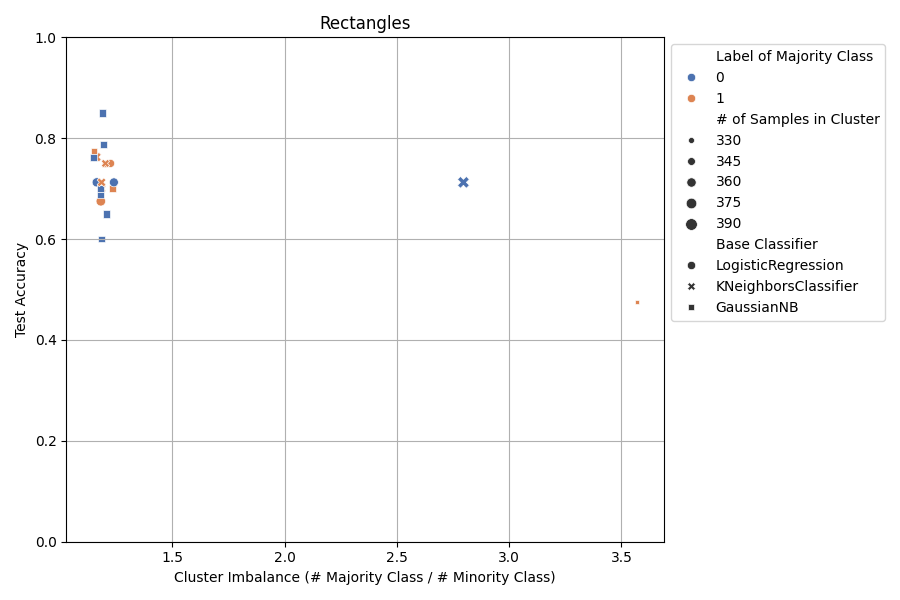 Rectangles
1.0
0.8
0.6
0.4
0.2
0.0
Test Accuracy
1.5
2.0
2.5
3.0
3.5
Cluster Imbalance (# Majority Class / # Minority Class)
Label of Majority Class
0
1
# of Samples in Cluster
330
345
360
375
390
Base Classifier
LogisticRegression
KNeighborsClassifier
GaussianNB